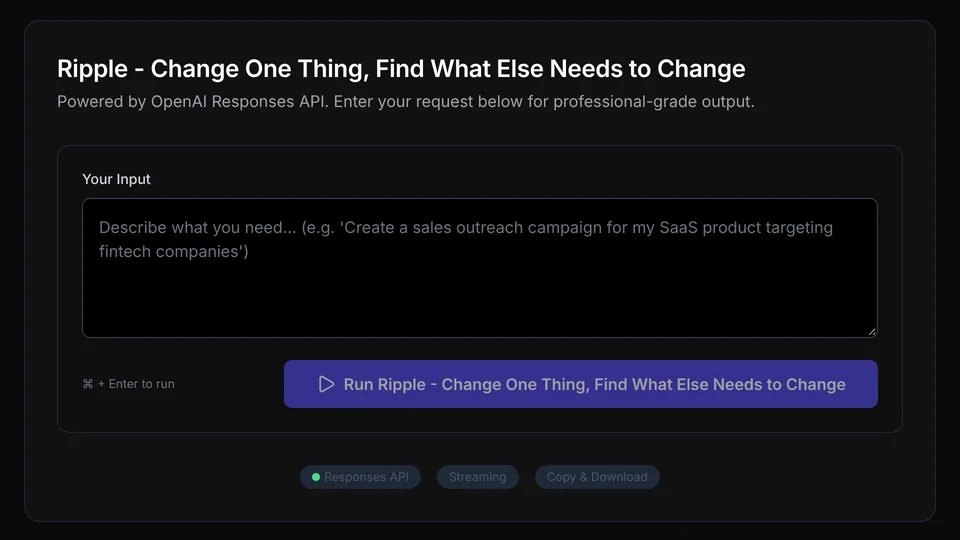 Ripple - Change One Thing, Find What Else Needs to Change
Powered by OpenAI Responses API. Enter your request below for professional-grade output.
Your Input
Describe what you need... (e.g. 'Create a sales outreach campaign for my SaaS product targeting
fintech companies')
⌘ + Enter to run
Run Ripple - Change One Thing, Find What Else Needs to Change
Responses API
Streaming
Copy & Download